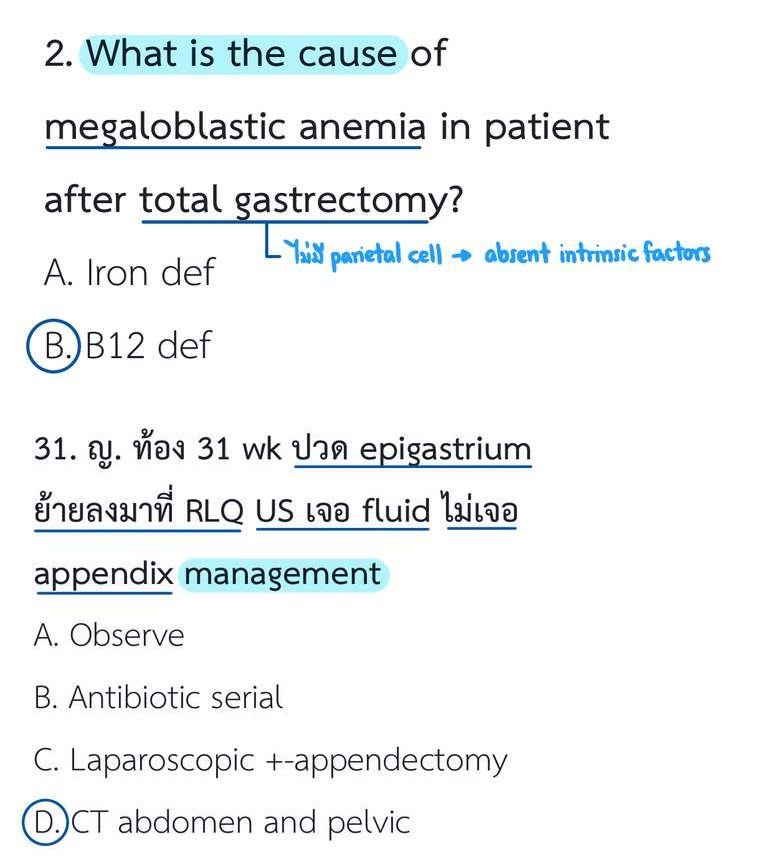 2. What is the cause of
megaloblastic anemia in patient
after total gastrectomy?
ไม่มี parietal cell → absent intrinsic factors
A. Iron def
B. B12 def
31. ญ. ท้อง 31 wk ปวด epigastrium
ย้ายลงมาที่ RLQ US เจอ fluid ไม่เจอ
appendix management
A. Observe
B. Antibiotic serial
C. Laparoscopic +-appendectomy
D. CT abdomen and pelvic